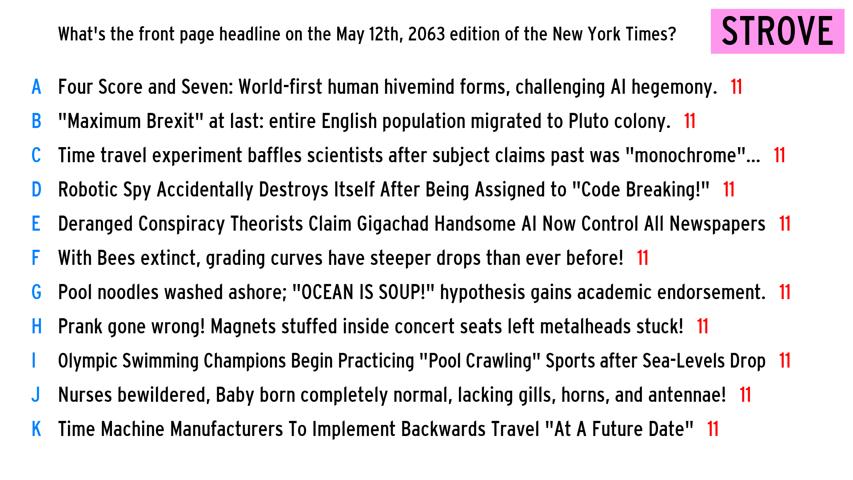 What's the front page headline on the May 12th, 2063 edition of the New York Times?
STROVE
A Four Score and Seven: World-first human hivemind forms, challenging AI hegemony. 11
B "Maximum Brexit" at last: entire English population migrated to Pluto colony. 11
C Time travel experiment baffles scientists after subject claims past was "monochrome"... 11
D Robotic Spy Accidentally Destroys Itself After Being Assigned to "Code Breaking!" 11
E Deranged Conspiracy Theorists Claim Gigachad Handsome AI Now Control All Newspapers 11
F With Bees extinct, grading curves have steeper drops than ever before! 11
G Pool noodles washed ashore; "OCEAN IS SOUP!" hypothesis gains academic endorsement. 11
H Prank gone wrong! Magnets stuffed inside concert seats left metalheads stuck! 11
I Olympic Swimming Champions Begin Practicing "Pool Crawling" Sports after Sea-Levels Drop 11
J Nurses bewildered, Baby born completely normal, lacking gills, horns, and antennae! 11
K Time Machine Manufacturers To Implement Backwards Travel "At A Future Date" 11